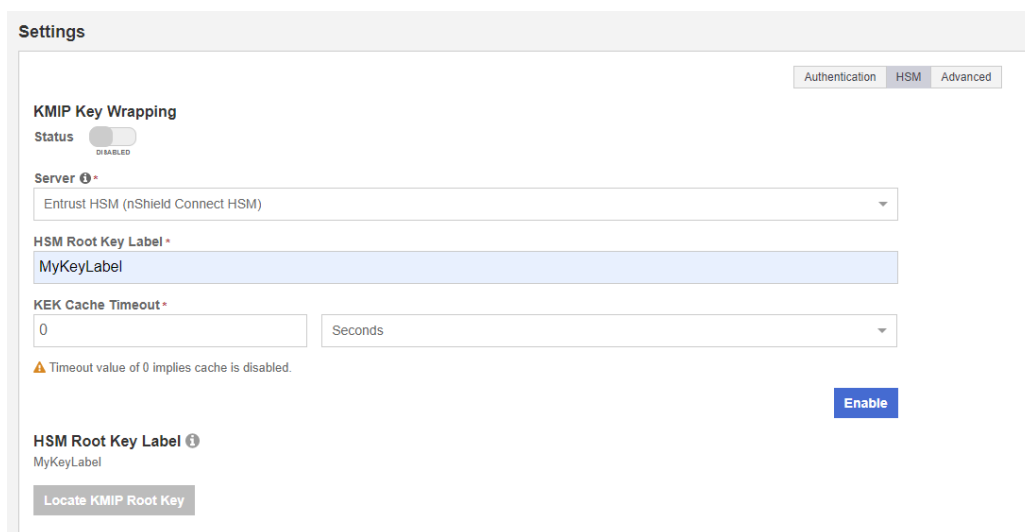 Settings
Authentication HSM Advanced
KMIP Key Wrapping
Status
DISABLED
Server *
Entrust HSM (nShield Connect HSM)
HSM Root Key Label *
MyKeyLabel
KEK Cache Timeout *
0 Seconds
Timeout value of 0 implies cache is disabled.
Enable
HSM Root Key Label
MyKeyLabel
Locate KMIP Root Key